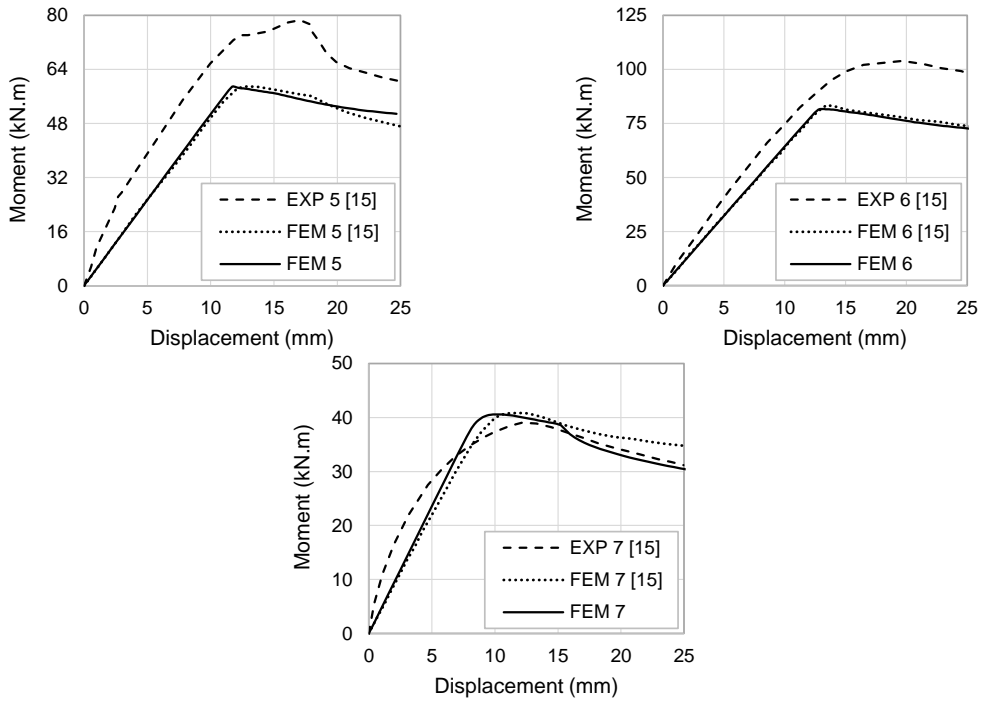 80
64
48
32
16
0
Moment (kN.m)
EXP 5 [15]
FEM 5 [15]
FEM 5
0 5 10 15 20 25
Displacement (mm)
125
100
75
50
25
0
Moment (kN.m)
EXP 6 [15]
FEM 6 [15]
FEM 6
0 5 10 15 20 25
Displacement (mm)
50
40
30
20
10
0
Moment (kN.m)
EXP 7 [15]
FEM 7 [15]
FEM 7
0 5 10 15 20 25
Displacement (mm)